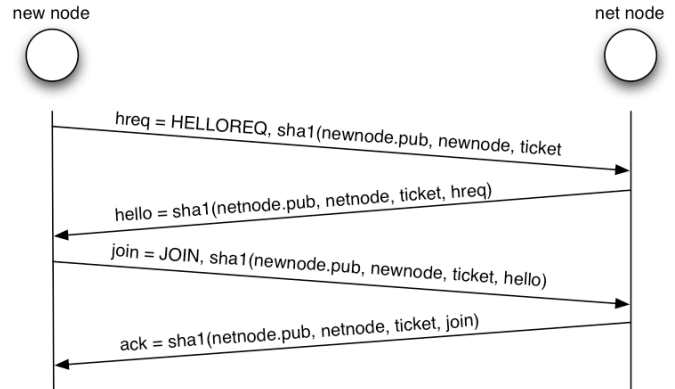 new node
net node
hreq = HELLOREQ, sha1(newnode.pub, newnode, ticket
hello = sha1(netnode.pub, netnode, ticket, hreq)
join = JOIN, sha1(newnode.pub, newnode, ticket, hello)
ack = sha1(netnode.pub, netnode, ticket, join)